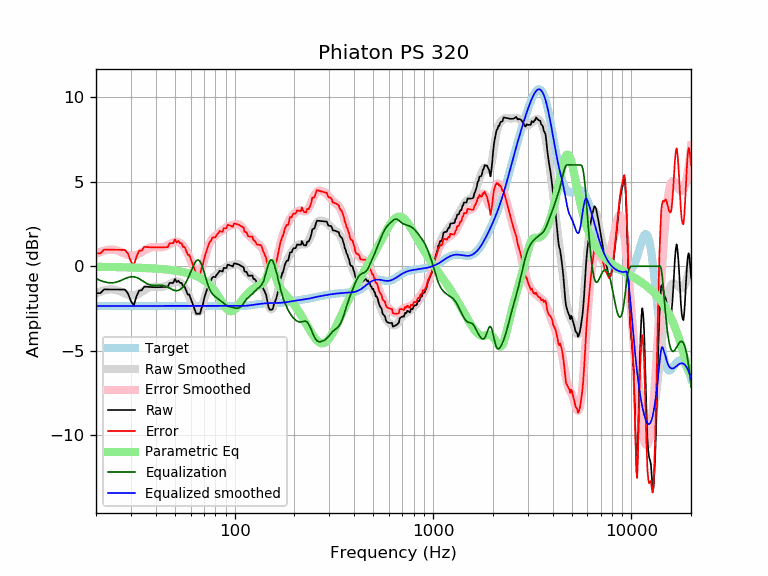 Phiaton PS 320
Amplitude (dBr)
10
5
0
−5
−10
Target
Raw Smoothed
Error Smoothed
Raw
Error
Parametric Eq
Equalization
Equalized smoothed
100
1000
10000
Frequency (Hz)